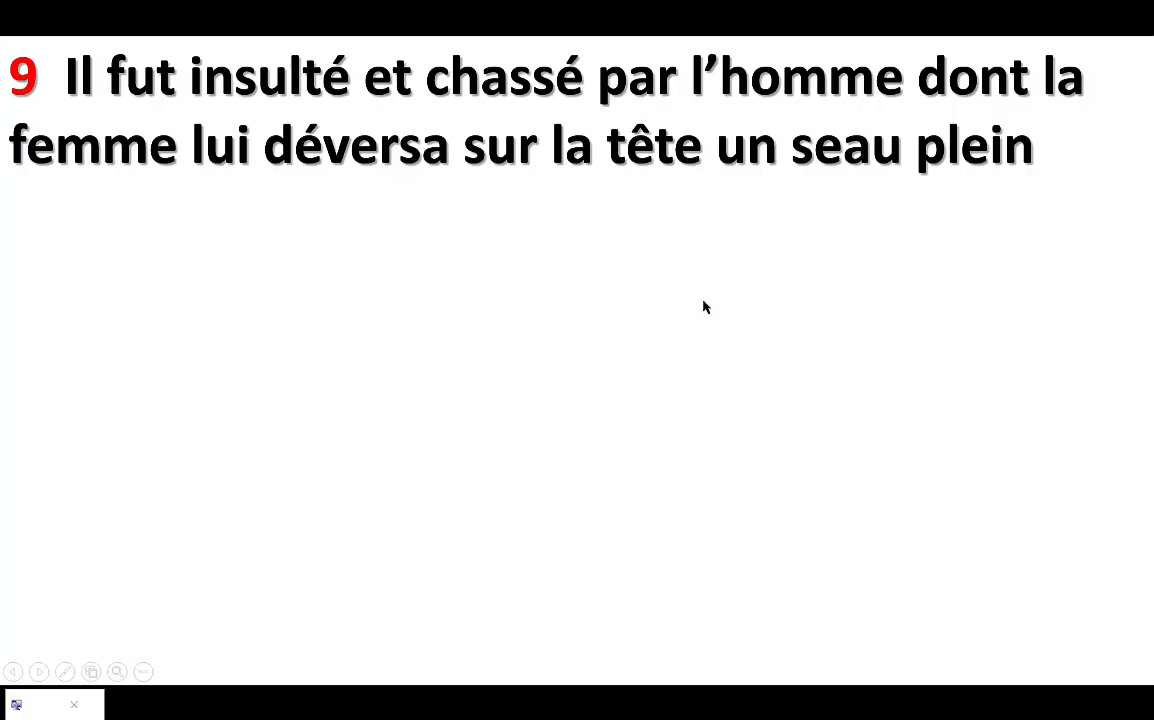 9 Il fut insulté et chassé par l’homme dont la
femme lui déversa sur la tête un seau plein